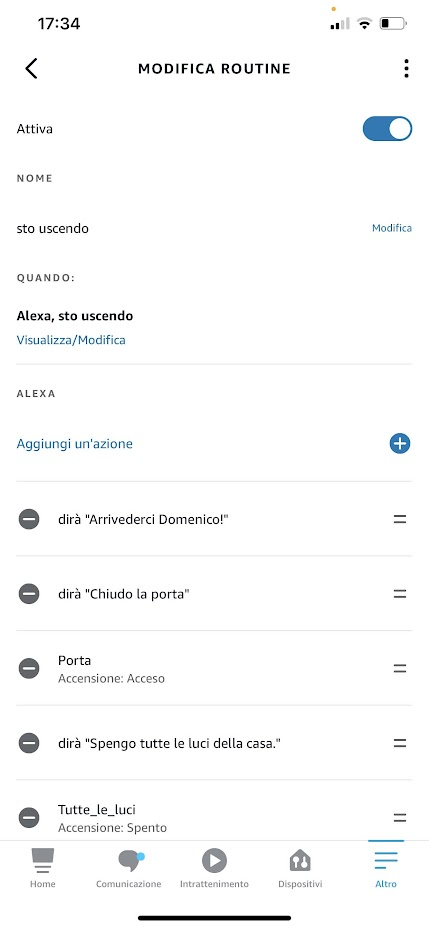 17:34
MODIFICA ROUTINE
Attiva
NOME
sto uscendo
Modifica
QUANDO:
Alexa, sto uscendo
Visualizza/Modifica
ALEXA
Aggiungi un'azione
dirà "Arrivederci Domenico!"
dirà "Chiudo la porta"
Porta
Accensione: Acceso
dirà "Spengo tutte le luci della casa."
Tutte_le_luci
Accensione: Spento
Home
Comunicazione
Intrattenimento
Dispositivi
Altro